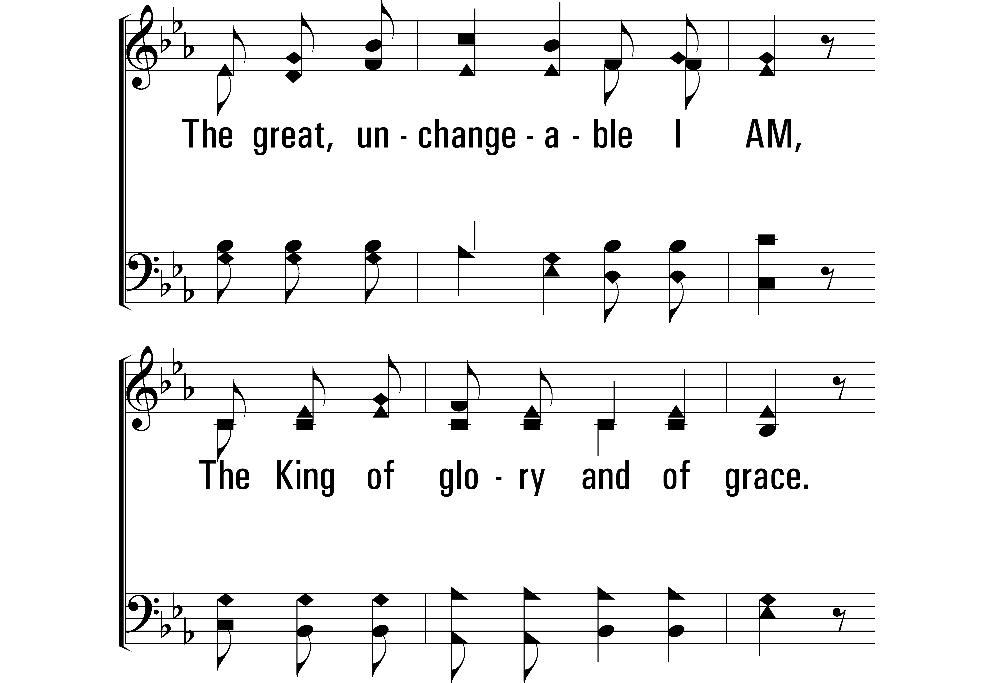 The great, un - change - a - ble I AM,
The King of glo - ry and of grace.